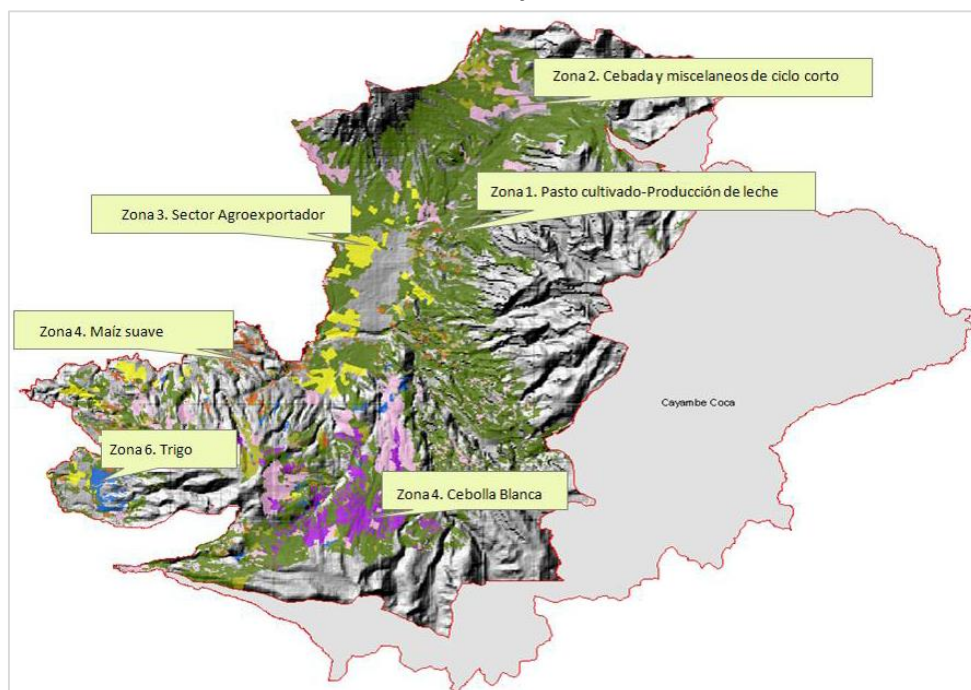 Zona 2. Cebada y miscelaneos de ciclo corto
Zona 1. Pasto cultivado-Producción de leche
Zona 3. Sector Agroexportador
Zona 4. Maíz suave
Cayambe Coca
Zona 6. Trigo
Zona 4. Cebolla Blanca